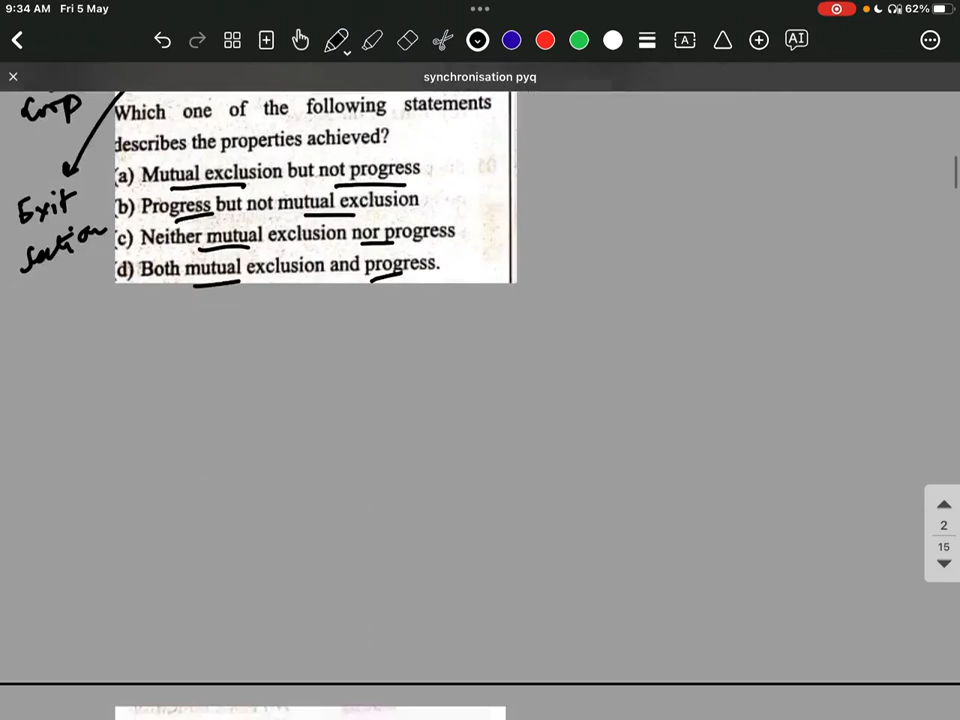 9:34 AM Fri 5 May
62%
A
AI
synchronisation pyq
Loop
Exit
section
Which one of the following statements
describes the properties achieved?
(a) Mutual exclusion but not progress
(b) Progress but not mutual exclusion
(c) Neither mutual exclusion nor progress
(d) Both mutual exclusion and progress.
2
15